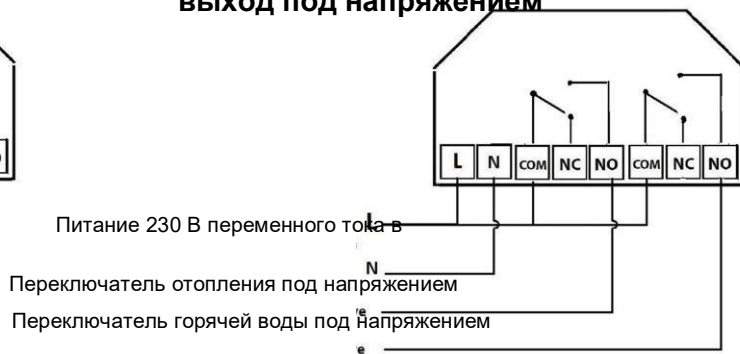 выход под напряжением
L N COM NC NO COM NC NO
L
Питание 230 В переменного тока в
N
Переключатель отопления под напряжением
Переключатель горячей воды под напряжением